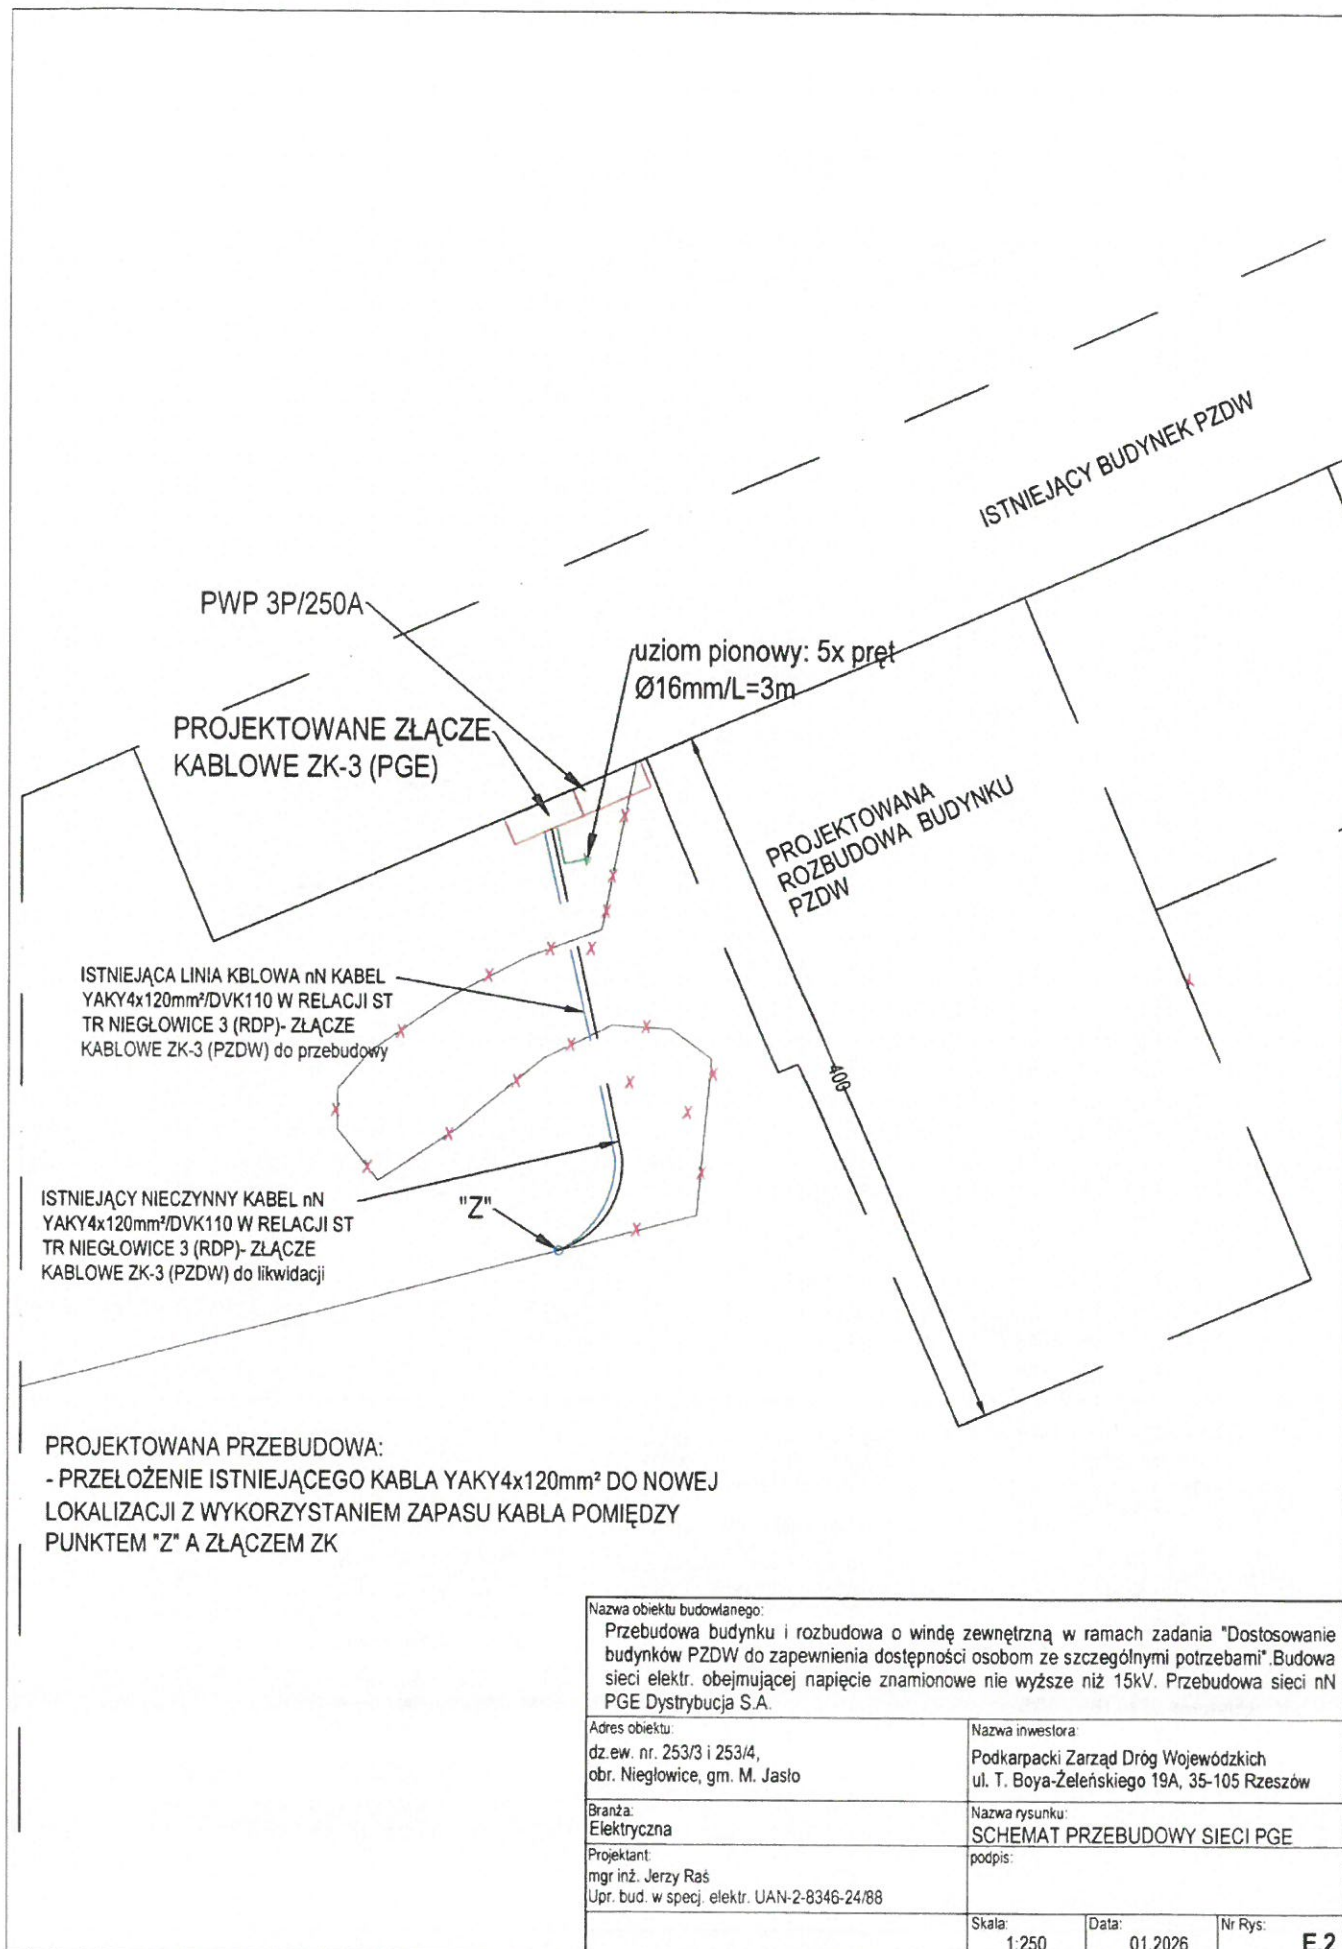 ISTNIEJĄCY BUDYNEK PZDW
PWP 3P/250A
uziom pionowy: 5x pręt
Ø16mm/L=3m
PROJEKTOWANE ZŁĄCZE
KABLOWE ZK-3 (PGE)
PROJEKTOWANA
ROZBUDOWA BUDYNKU
PZDW
400
ISTNIEJĄCA LINIA KBLOWA nN KABEL
YAKY4x120mm²/DVK110 W RELACJI ST
TR NIEGŁOWICE 3 (RDP)- ZŁĄCZE
KABLOWE ZK-3 (PZDW) do przebudowy
ISTNIEJĄCY NIECZYNNY KABEL nN
YAKY4x120mm²/DVK110 W RELACJI ST
TR NIEGŁOWICE 3 (RDP)- ZŁĄCZE
KABLOWE ZK-3 (PZDW) do likwidacji
"Z"
PROJEKTOWANA PRZEBUDOWA:
- PRZEŁOŻENIE ISTNIEJĄCEGO KABLA YAKY4x120mm² DO NOWEJ
LOKALIZACJI Z WYKORZYSTANIEM ZAPASU KABLA POMIĘDZY
PUNKTEM "Z" A ZŁĄCZEM ZK
Nazwa obiektu budowlanego:
Przebudowa budynku i rozbudowa o windę zewnętrzną w ramach zadania "Dostosowanie
budynków PZDW do zapewnienia dostępności osobom ze szczególnymi potrzebami".Budowa
sieci elektr. obejmującej napięcie znamionowe nie wyższe niż 15kV. Przebudowa sieci nN
PGE Dystrybucja S.A.
Adres obiektu:
dz.ew. nr. 253/3 i 253/4,
obr. Niegłowice, gm. M. Jasło
Nazwa inwestora:
Podkarpacki Zarząd Dróg Wojewódzkich
ul. T. Boya-Żeleńskiego 19A, 35-105 Rzeszów
Branża:
Elektryczna
Nazwa rysunku:
SCHEMAT PRZEBUDOWY SIECI PGE
Projektant:
mgr inż. Jerzy Raś
Upr. bud. w specj. elektr. UAN-2-8346-24/88
podpis:
Skala:
1:250
Data:
01.2026
Nr Rys:
E.2